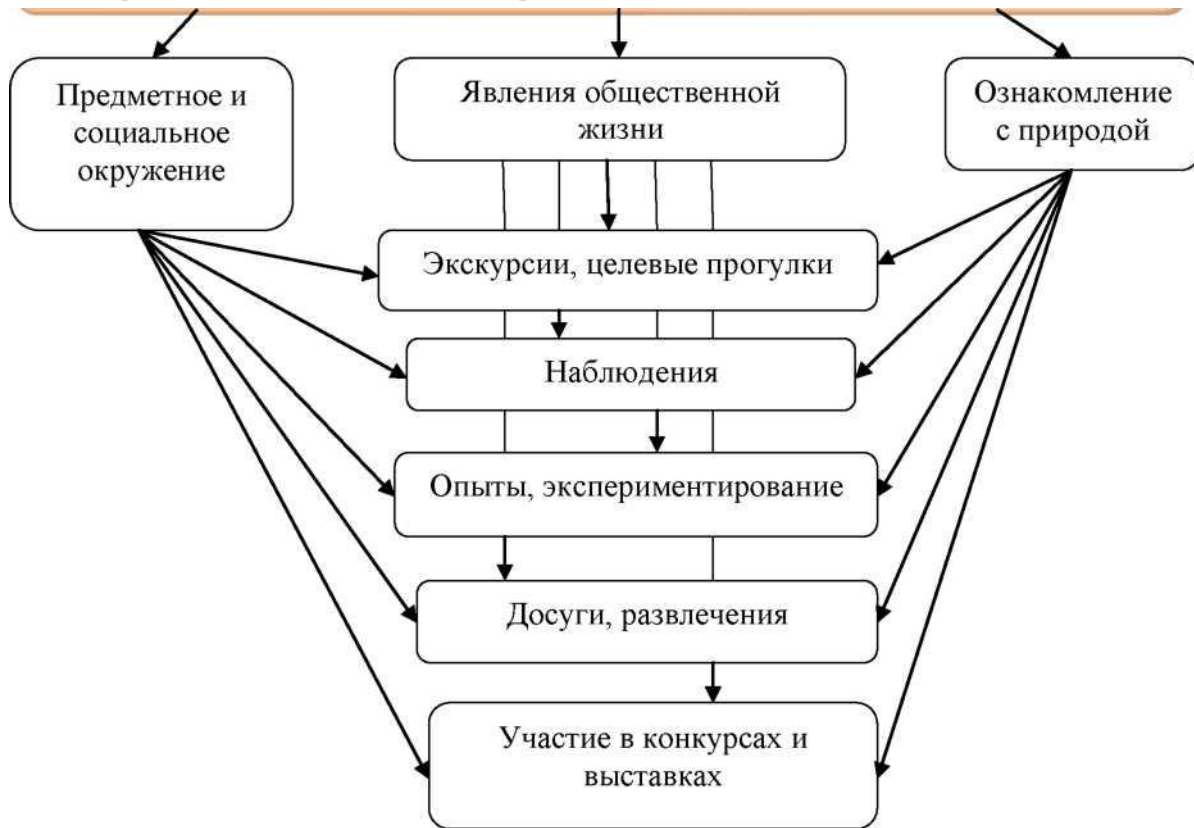 Предметное и
социальное
окружение
Явления общественной
жизни
Ознакомление
с природой
Экскурсии, целевые прогулки
Наблюдения
Опыты, экспериментирование
Досуги, развлечения
Участие в конкурсах и
выставках